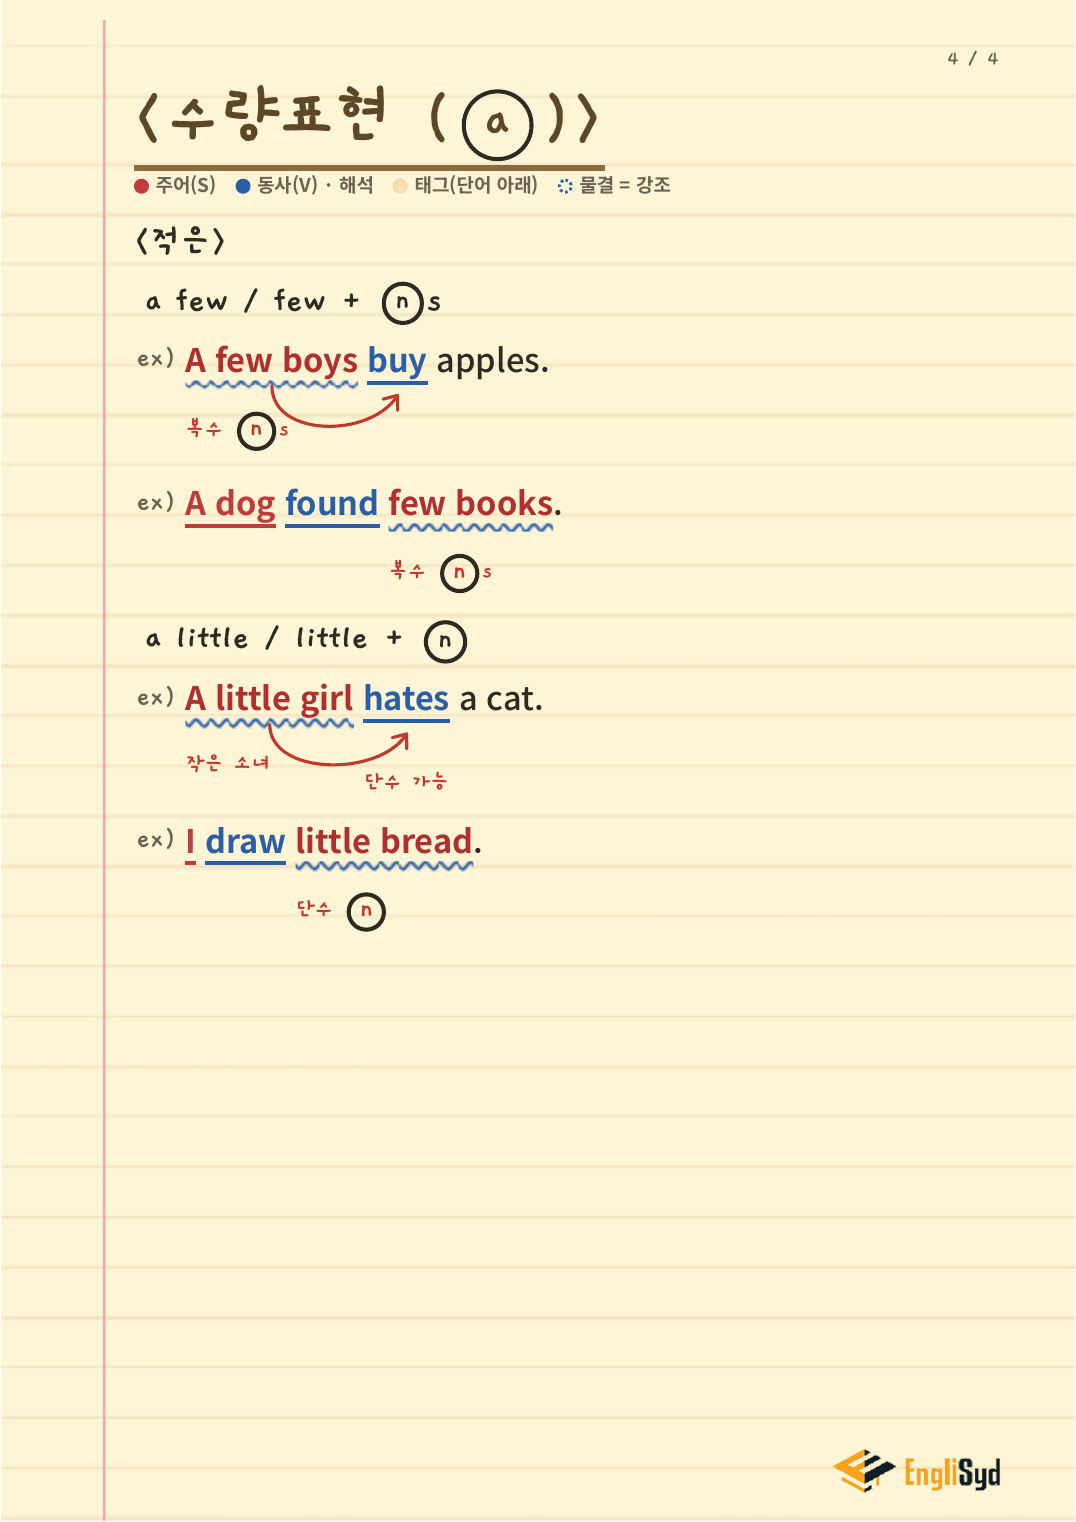 4 / 4
<수량표현 (a)>
주어(S) 동사(V) · 해석 태그(단어 아래) 물결 = 강조
<적은>
a few / few + n s
ex) A few boys buy apples.
복수 n s
ex) A dog found few books.
복수 n s
a little / little + n
ex) A little girl hates a cat.
작은 소녀
단수 가능
ex) I draw little bread.
단수 n
EngliSyd